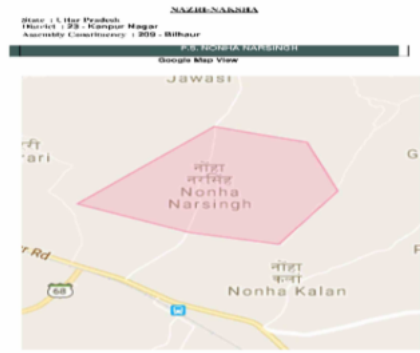 NAZRI-NAKSHA
State : Uttar Pradesh
District : 23 - Kanpur Nagar
Assembly Constituency : 209 - Bilhaur
P.S. NONHA NARSINGH
Google Map View
Jawasi
ari
नोंहा
नरसिंह
Nonha
Narsingh
G
r Rd
68
नोंहा
कलां
Nonha Kalan